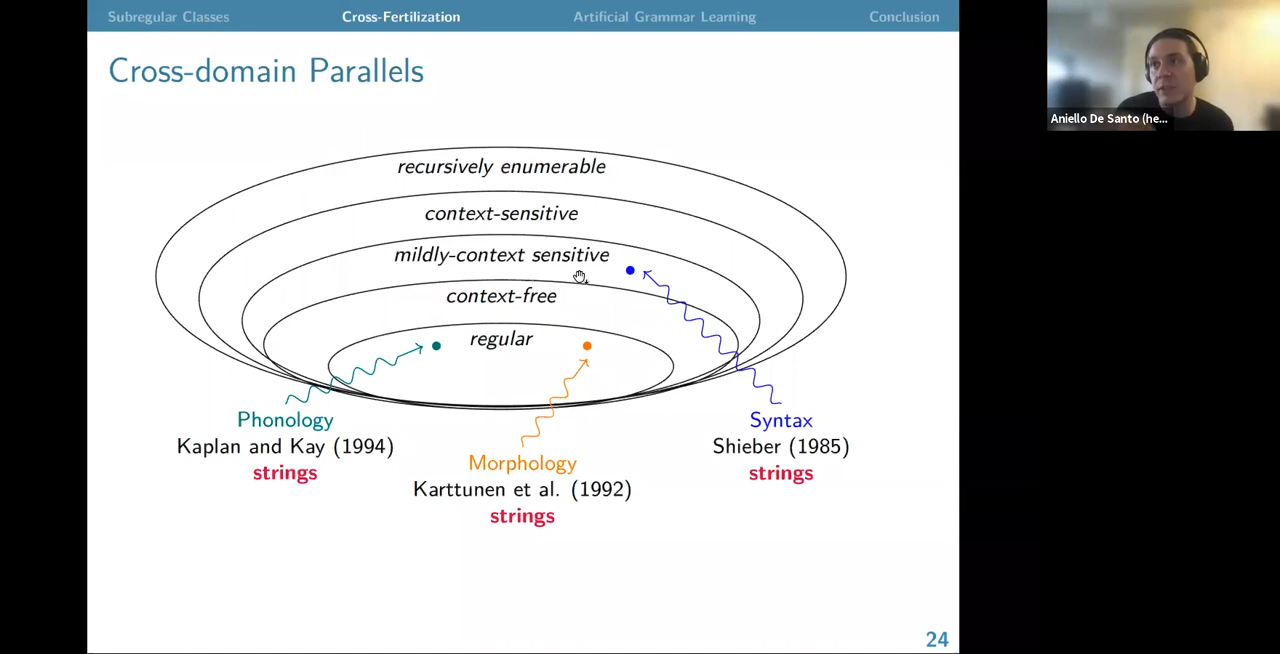 Subregular Classes Cross-Fertilization Artificial Grammar Learning Conclusion
Cross-domain Parallels
Aniello De Santo (he...
recursively enumerable
context-sensitive
mildly-context sensitive
context-free
regular
Phonology
Kaplan and Kay (1994)
strings
Morphology
Karttunen et al. (1992)
strings
Syntax
Shieber (1985)
strings
24